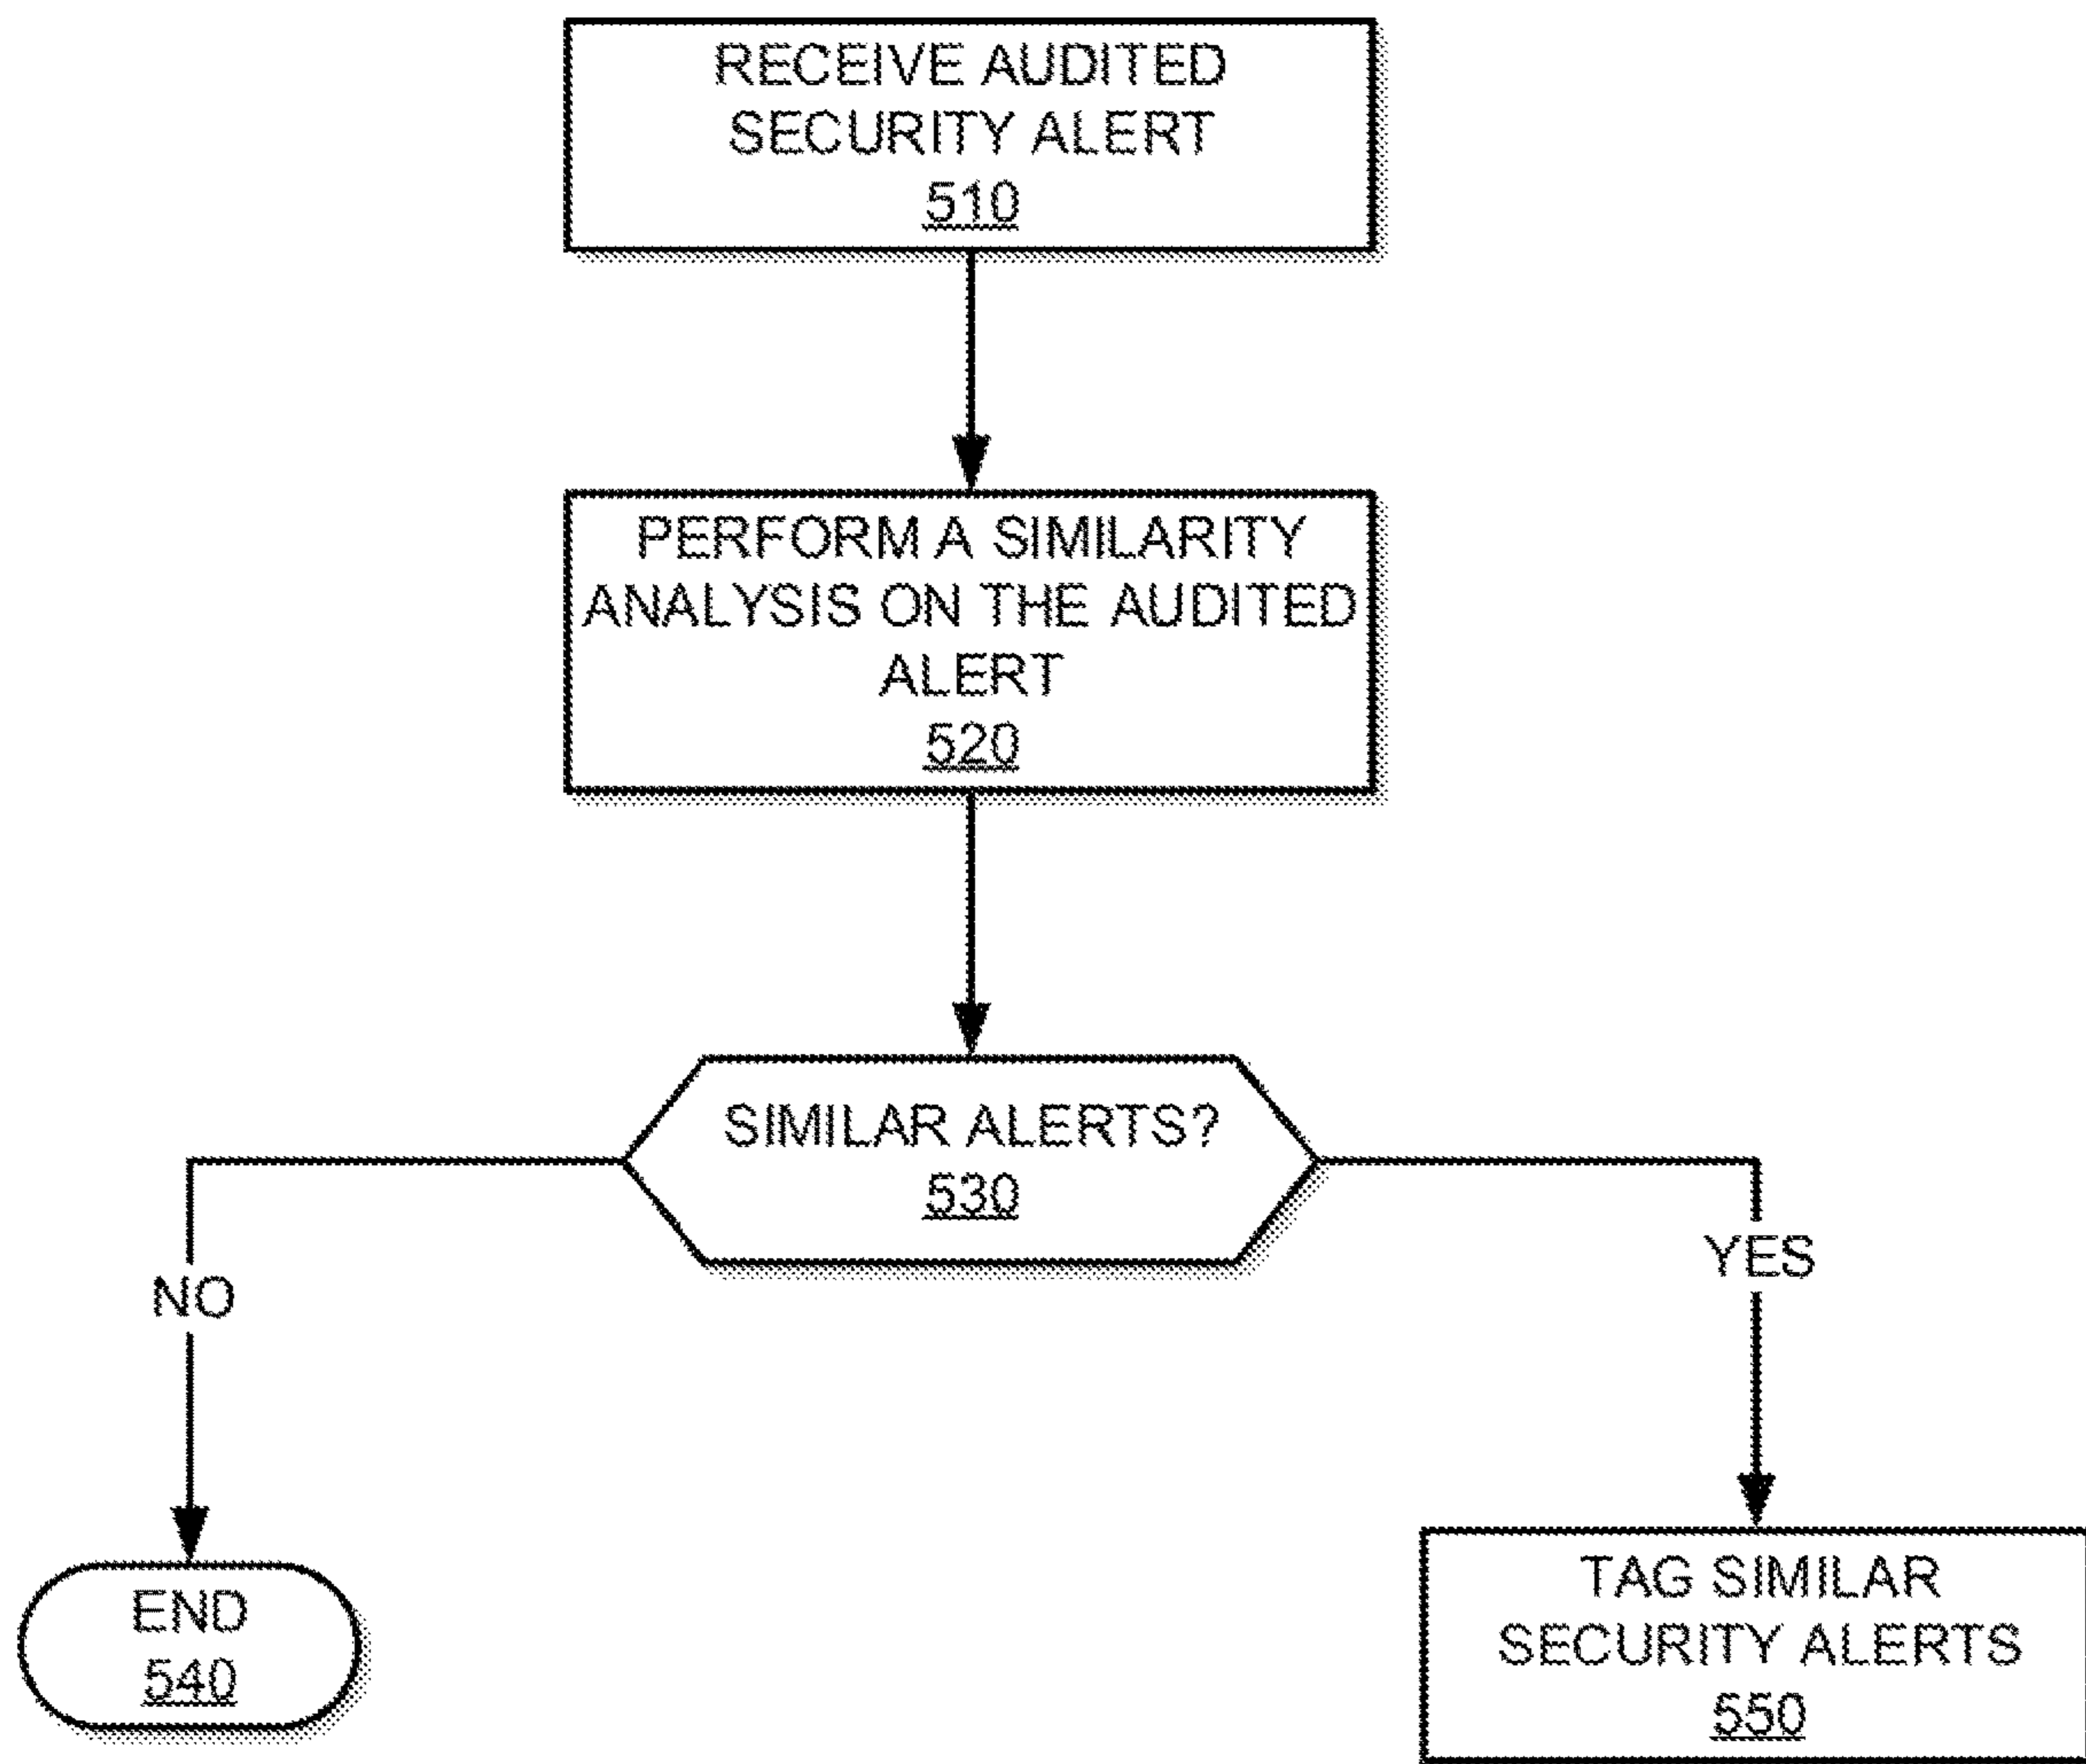 RECEIVE AUDITED
SECURITY ALERT
510
PERFORM A SIMILARITY
ANALYSIS ON THE AUDITED
ALERT
520
SIMILAR ALERTS?
530
NO
YES
END
540
TAG SIMILAR
SECURITY ALERTS
550